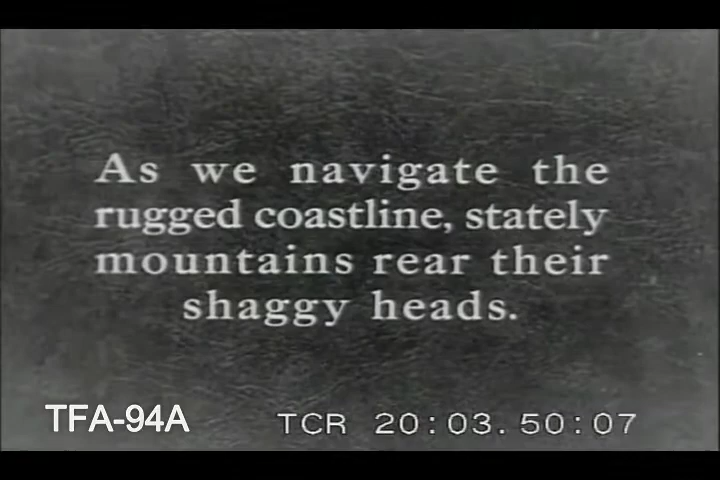 As we navigate the
rugged coastline, stately
mountains rear their
shaggy heads.
TFA-94A
TCR 20:03.50:07